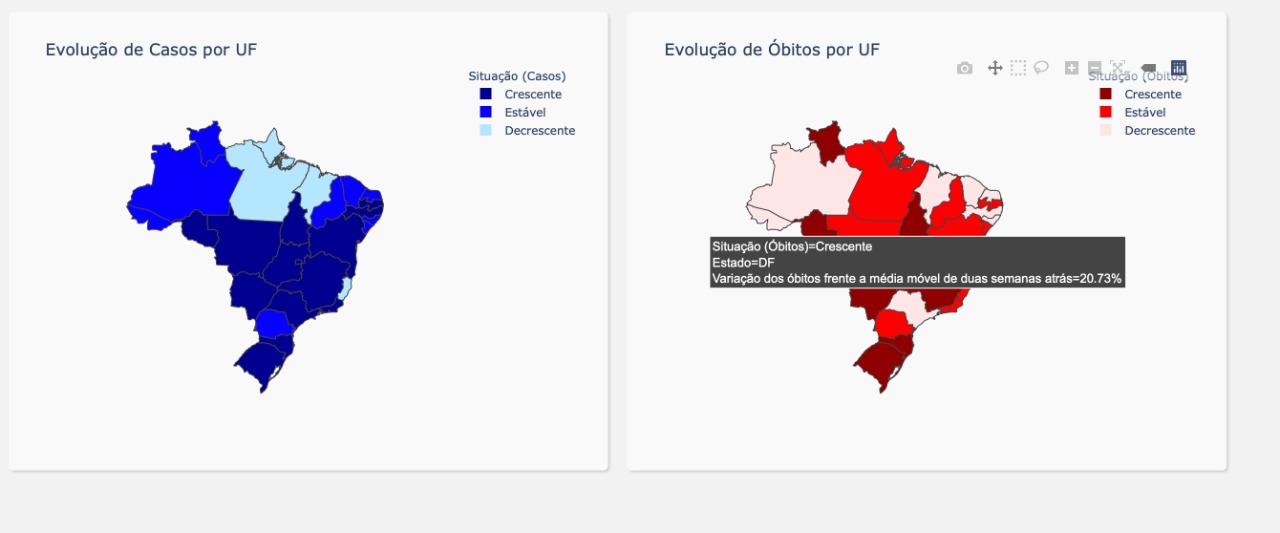 Evolução de Casos por UF
Situação (Casos)
Crescente
Estável
Decrescente
Evolução de Óbitos por UF
Situação (Óbitos)
Crescente
Estável
Decrescente
Situação (Óbitos)=Crescente
Estado=DF
Variação dos óbitos frente a média móvel de duas semanas atrás=20.73%